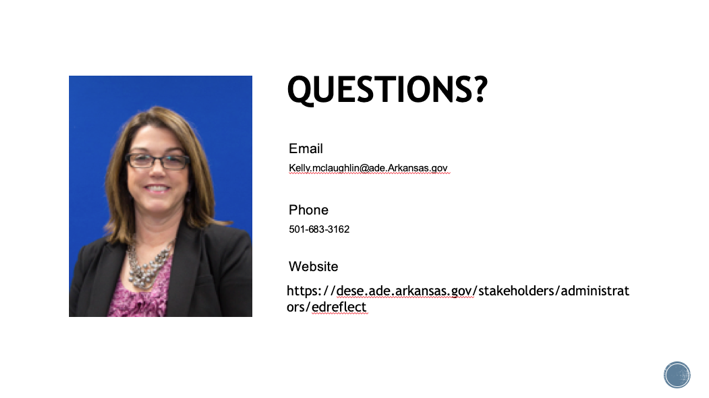 QUESTIONS?
Email
Kelly.mclaughlin@ade.Arkansas.gov
Phone
501-683-3162
Website
https://dese.ade.arkansas.gov/stakeholders/administrat
ors/edreflect